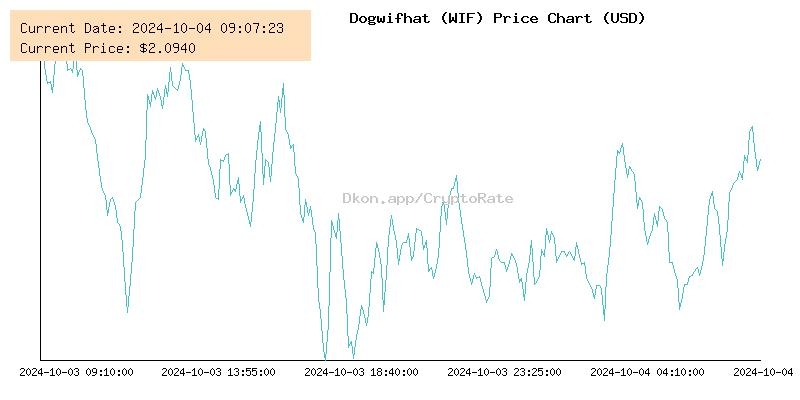 Dogwifhat (WIF) Price Chart (USD)
Current Date: 2024-10-04 09:07:23
Current Price: $2.0940
Dkon.app/CryptoRate
2024-10-03 09:10:00 2024-10-03 13:55:00 2024-10-03 18:40:00 2024-10-03 23:25:00 2024-10-04 04:10:00 2024-10-04